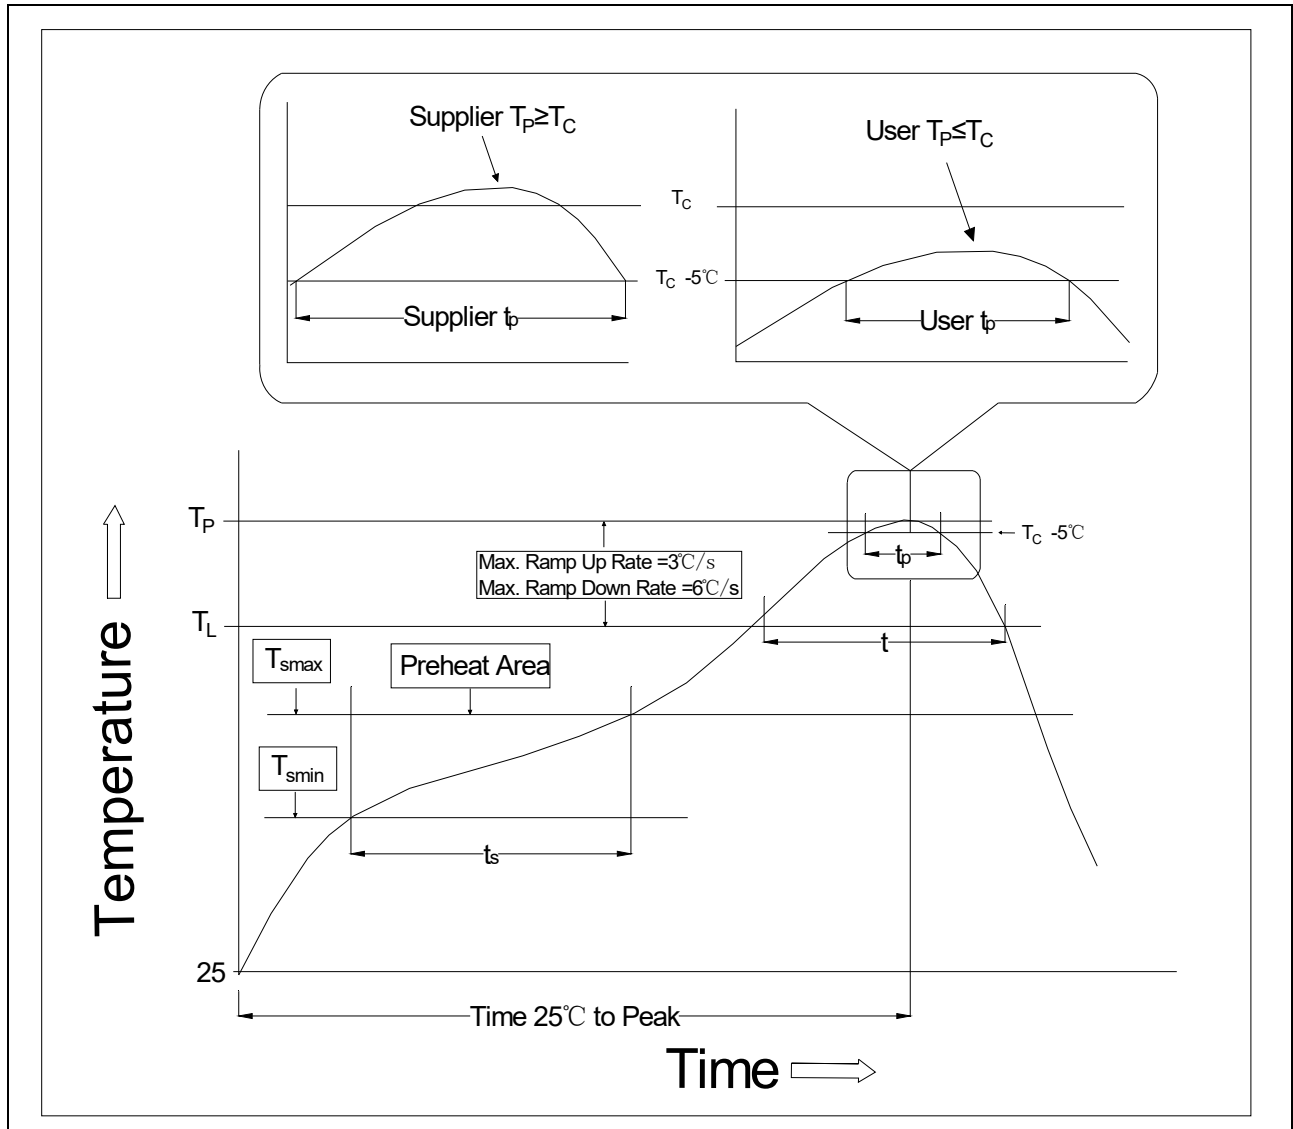 Supplier TP≥TC
User TP≤TC
TC
TC -5℃
Supplier tp
User tp
TP
TC -5℃
tp
Max. Ramp Up Rate =3℃/s
Max. Ramp Down Rate =6℃/s
TL
t
Tsmax
Preheat Area
Tsmin
ts
Temperature
25
Time 25℃ to Peak
Time